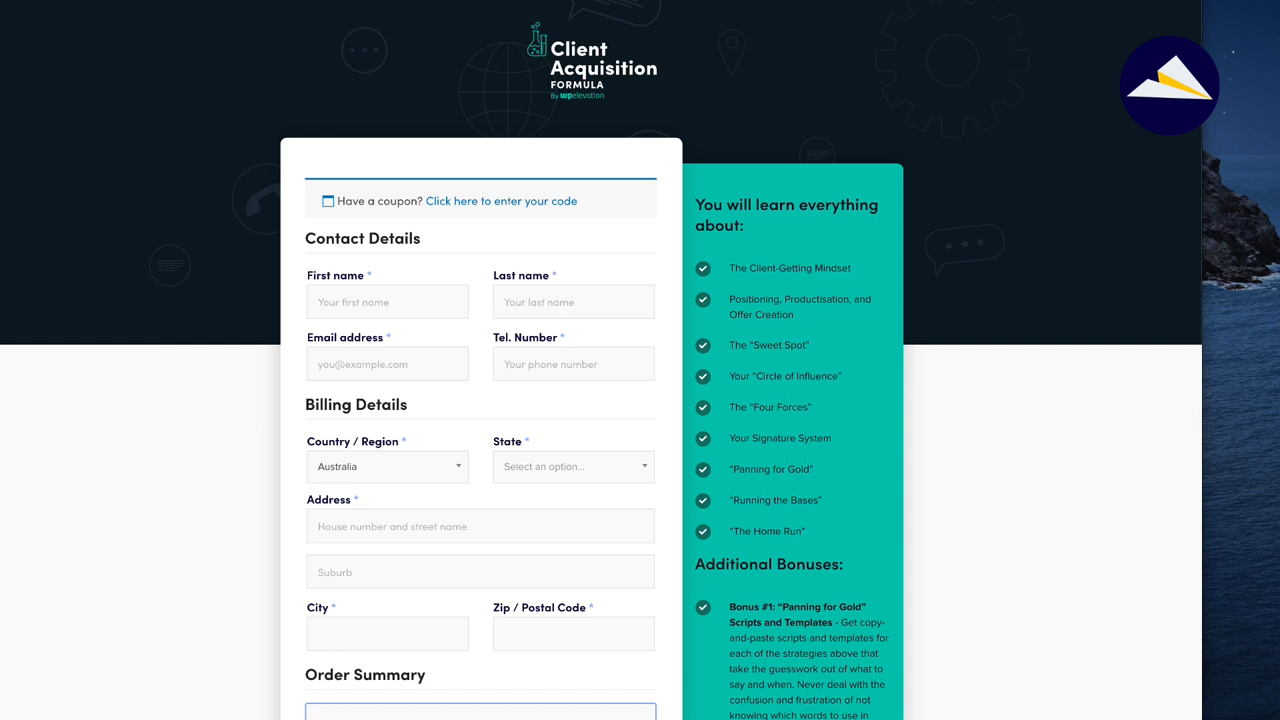 Client
Acquisition
FORMULA
By wpelevation
Have a coupon? Click here to enter your code
Contact Details
First name *
Last name *
Your first name
Your last name
Email address *
Tel. Number *
you@example.com
Your phone number
Billing Details
Country / Region *
State *
Australia
Select an option...
Address *
House number and street name
Suburb
City *
Zip / Postal Code *
Order Summary
You will learn everything
about:
The Client-Getting Mindset
Positioning, Productisation, and
Offer Creation
The "Sweet Spot"
Your "Circle of Influence"
The "Four Forces"
Your Signature System
"Panning for Gold"
"Running the Bases"
"The Home Run"
Additional Bonuses:
Bonus #1: "Panning for Gold"
Scripts and Templates - Get copy-
and-paste scripts and templates for
each of the strategies above that
take the guesswork out of what to
say and when. Never deal with the
confusion and frustration of not
knowing which words to use in